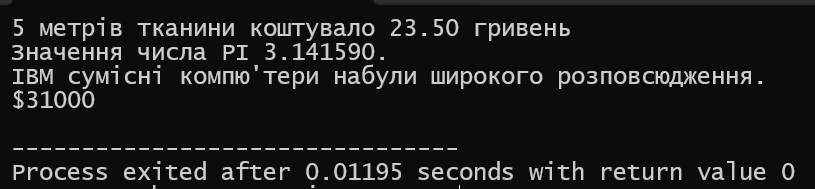 5 метрів тканини коштувало 23.50 гривень
Значення числа PI 3.141590.
IBM сумісні компю'тери набули широкого розповсюдження.
$31000
--------------------------------
Process exited after 0.01195 seconds with return value 0